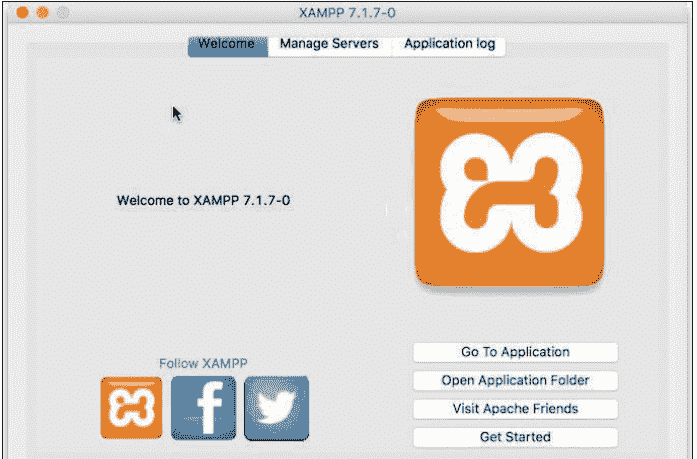 XAMPP 7.1.7-0
Welcome
Manage Servers
Application log
Welcome to XAMPP 7.1.7-0
Follow XAMPP
Go To Application
Open Application Folder
Visit Apache Friends
Get Started